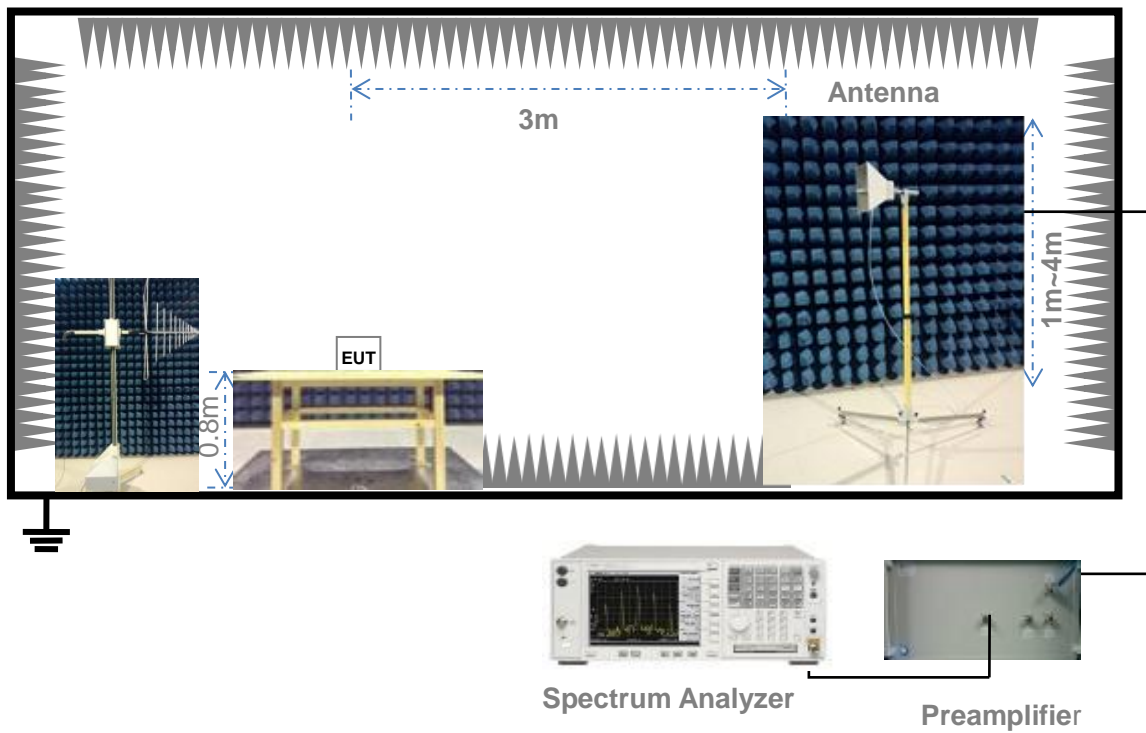 Antenna
3m
1m~4m
EUT
0.8m
Spectrum Analyzer
Preamplifier